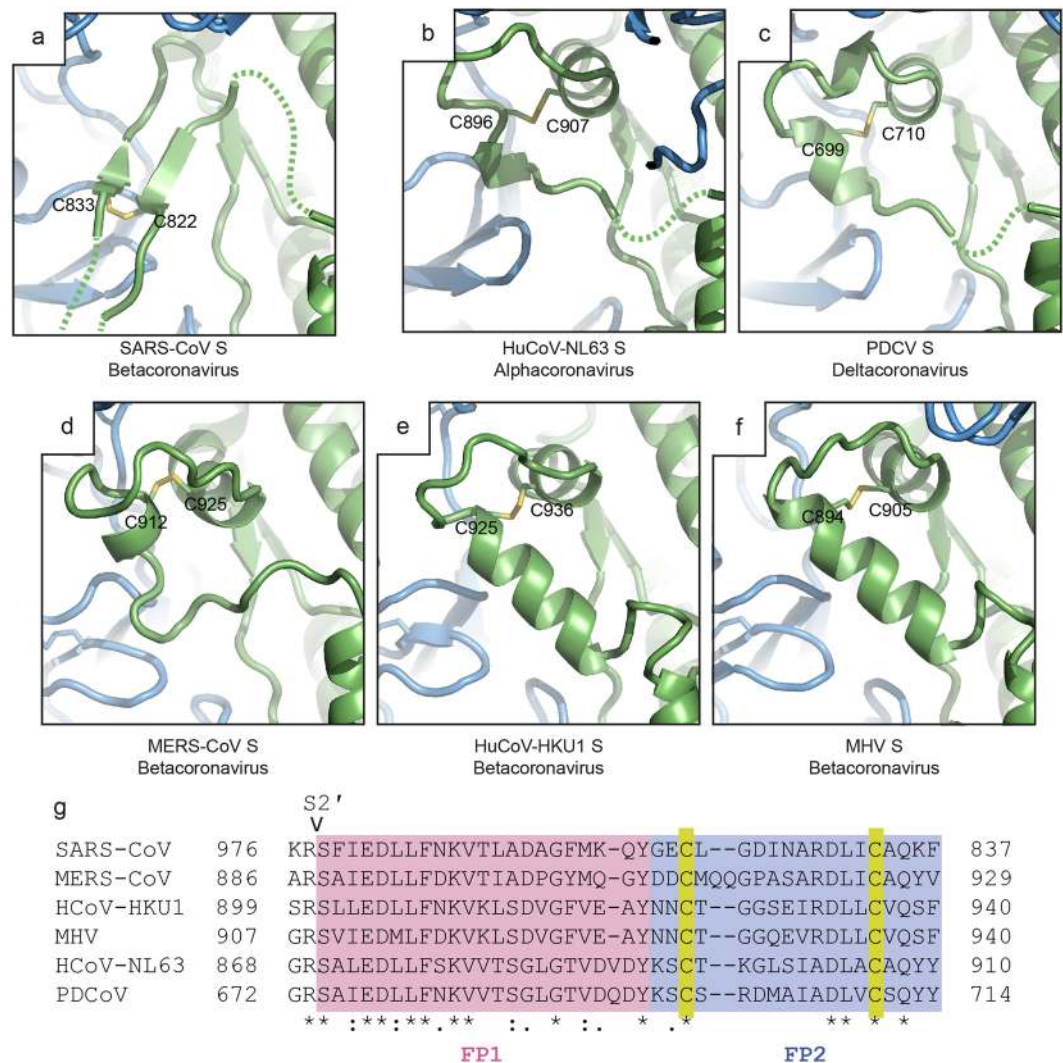 a
C833
C822
SARS-CoV S
Betacoronavirus
b
C896
C907
HuCoV-NL63 S
Alphacoronavirus
c
C699
C710
PDCV S
Deltacoronavirus
d
C912
C925
MERS-CoV S
Betacoronavirus
e
C925
C936
HuCoV-HKU1 S
Betacoronavirus
f
C894
C905
MHV S
Betacoronavirus
g
S2'
V
SARS-CoV 976 KRSFIEDLLFNKVTLADAGFMK-QYGECL--GDINARDLICAQKF 837
MERS-CoV 886 ARSAIEDLLFDKVTIADPGYMQ-GYDDCMQQGPASARDLICAQYV 929
HCoV-HKU1 899 SRSLLEDLLFNKVKLSDVGFVE-AYNNCT--GGSEIRDLLCVQSF 940
MHV 907 GRSVIEDMLFDKVKLSDVGFVE-AYNNCT--GGQEVRDLLCVQSF 940
HCoV-NL63 868 GRSALEDLLFSKVVTSGLGTVDVDYKSCT--KGLSIADLACAQYY 910
PDCoV 672 GRSAIEDLLFNKVVTSGLGTVDQDYKSCS--RDMAIADLVCSQYY 714
** :**:**.** :. * :. * .* ** * *
FP1 FP2